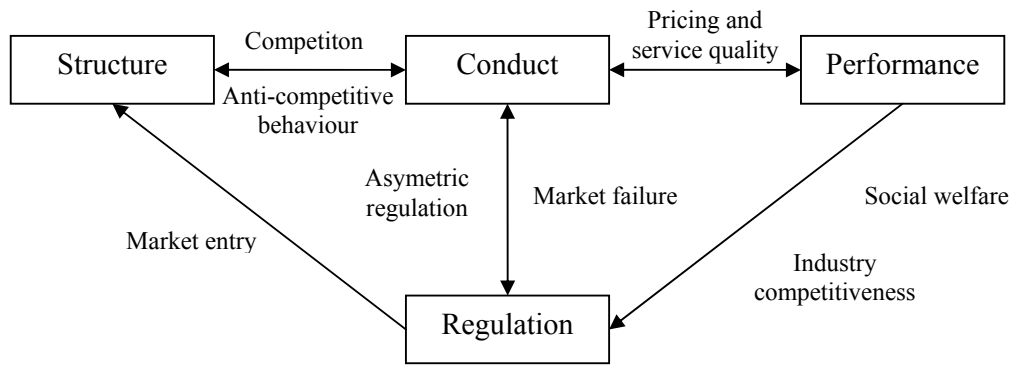 Pricing and
service quality
Structure
Competiton
Conduct
Performance
Anti-competitive
behaviour
Asymetric
regulation
Market failure
Social welfare
Market entry
Industry
competitiveness
Regulation